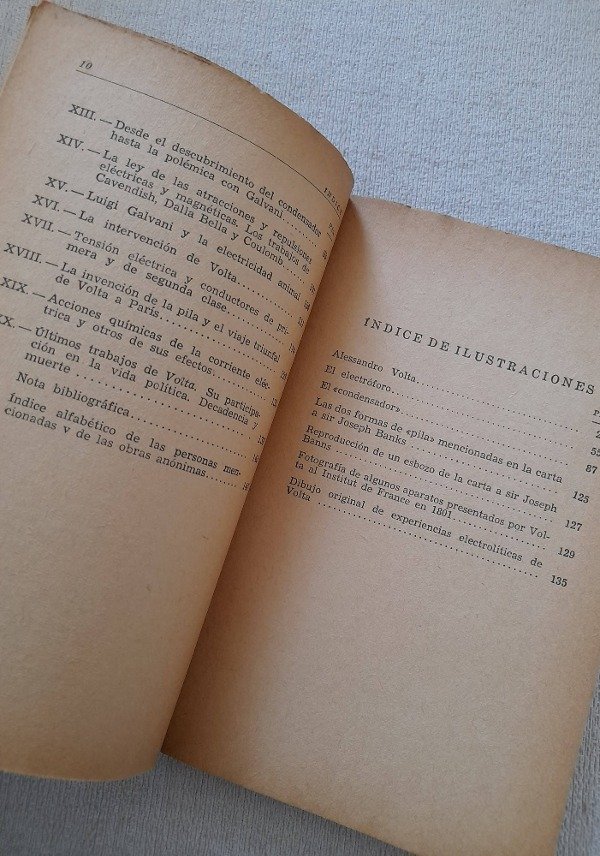 10
XIII. — Desde el descubrimiento del condensador
hasta la polémica con Galvani
XIV. — La ley de las atracciones y repulsiones
eléctricas y magnéticas. Los trabajos de
Cavendish, Dalla Bella y Coulomb
XV. — Luigi Galvani y la electricidad animal
XVI. — La intervención de Volta
XVII. — Tensión eléctrica y conductores de pri-
mera y de segunda clase
XVIII. — La invención de la pila y el viaje triunfal
de Volta a París
XIX. — Acciones químicas de la corriente eléc-
trica y otros de sus efectos
XX. — Últimos trabajos de Volta. Su participa-
ción en la vida política. Decadencia y
muerte
Nota bibliográfica
Indice alfabético de las personas men-
cionadas y de las obras anónimas
ÍNDICE DE ILUSTRACIONES
Alessandro Volta
El electróforo
El «condensador»
Las dos formas de «pila» mencionadas en la carta
a sir Joseph Banks 87
Reproducción de un esbozo de la carta a sir Joseph
Banns 125
Fotografía de algunos aparatos presentados por Vol-
ta al Institut de France en 1801 129
Dibujo original de experiencias electrolíticas de
Volta 135
55
127